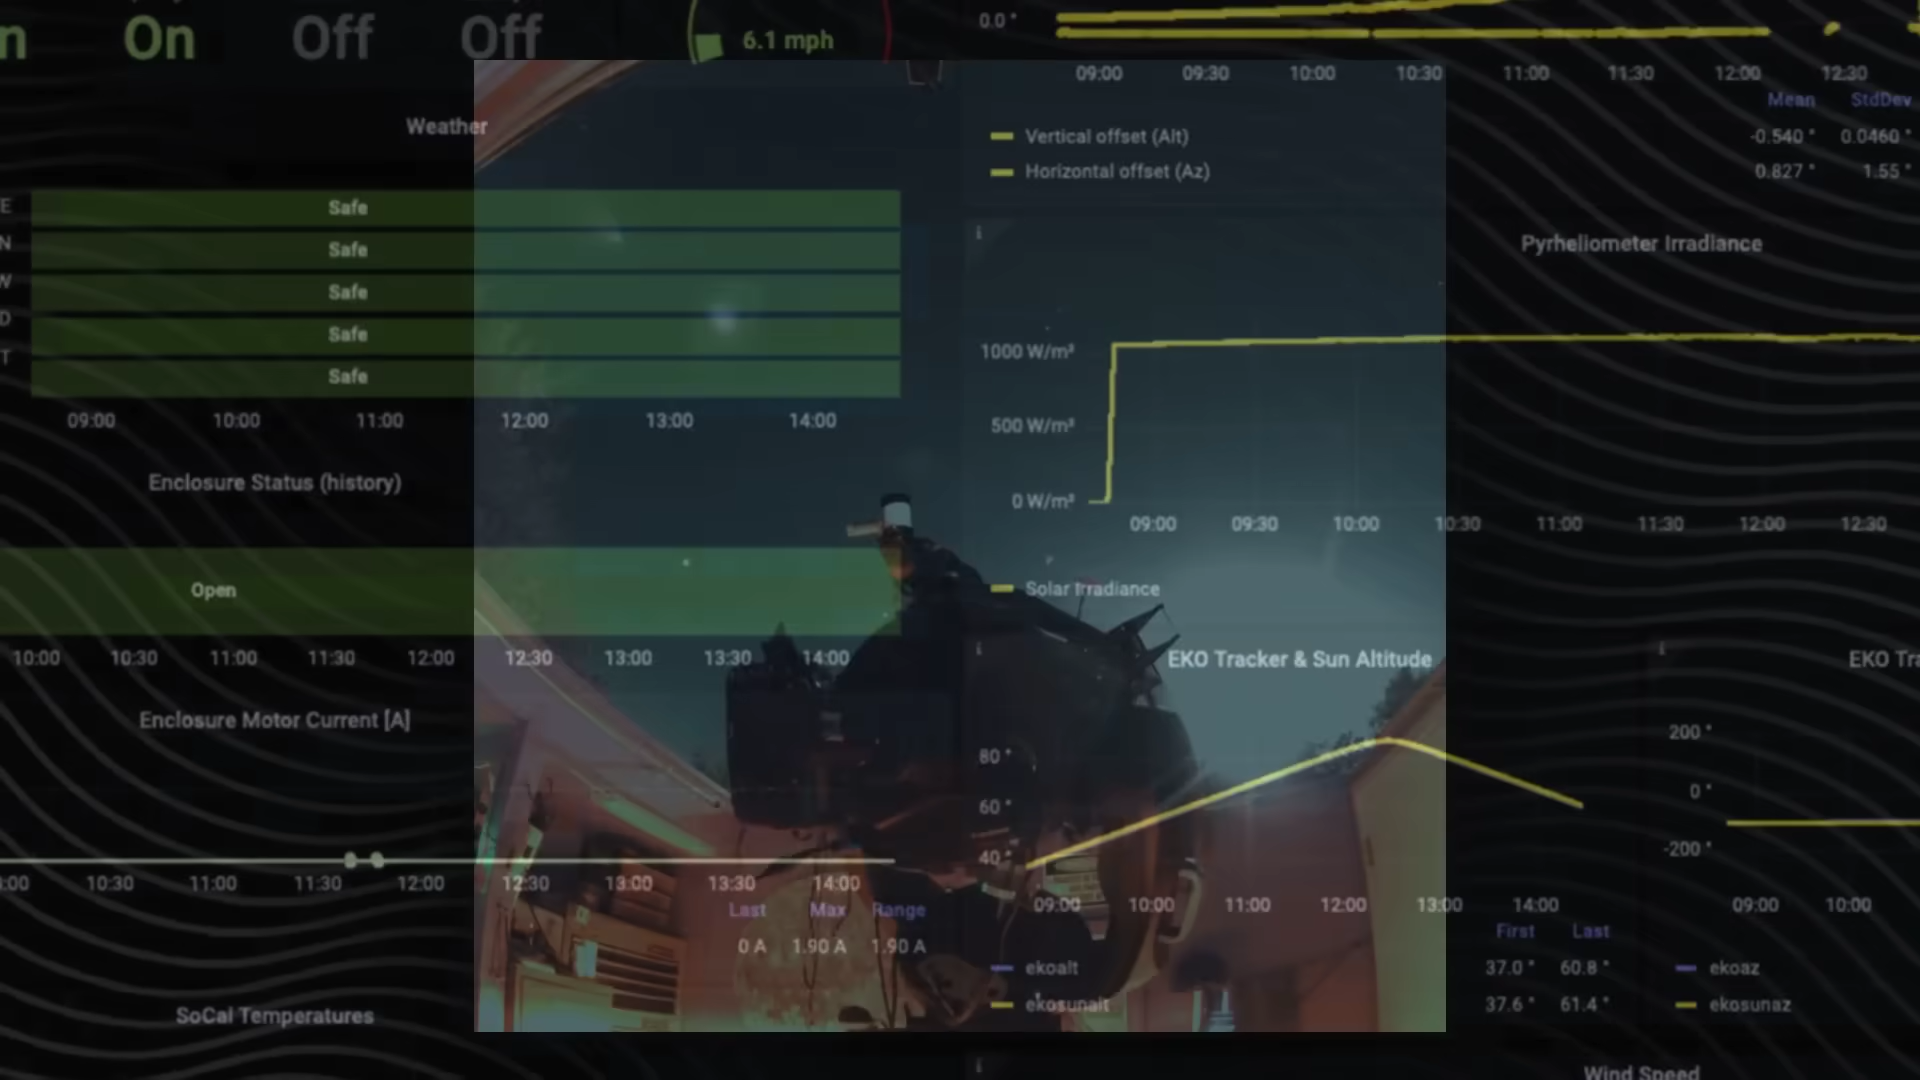 n On Off Off
6.1 mph
0.0 °
09:00 09:30 10:00 10:30 11:00 11:30 12:00 12:30
Mean StdDev
Vertical offset (Alt) -0.540 ° 0.0460 °
Horizontal offset (Az) 0.827 ° 1.55 °
Weather
E Safe
N Safe
W Safe
D Safe
T Safe
09:00 10:00 11:00 12:00 13:00 14:00
Pyrheliometer Irradiance
1000 W/m²
500 W/m²
0 W/m²
09:00 09:30 10:00 10:30 11:00 11:30 12:00 12:30
Solar Irradiance
Enclosure Status (history)
Open
10:00 10:30 11:00 11:30 12:00 12:30 13:00 13:30 14:00
Enclosure Motor Current [A]
:00 10:30 11:00 11:30 12:00 12:30 13:00 13:30 14:00
Last Max Range
0 A 1.90 A 1.90 A
EKO Tracker & Sun Altitude
80 °
60 °
40 °
09:00 10:00 11:00 12:00 13:00 14:00
First Last
ekoalt 37.0 ° 60.8 °
ekosunalt 37.6 ° 61.4 °
EKO Tra
200 °
0 °
-200 °
09:00 10:00
ekoaz
ekosunaz
SoCal Temperatures
Wind Speed